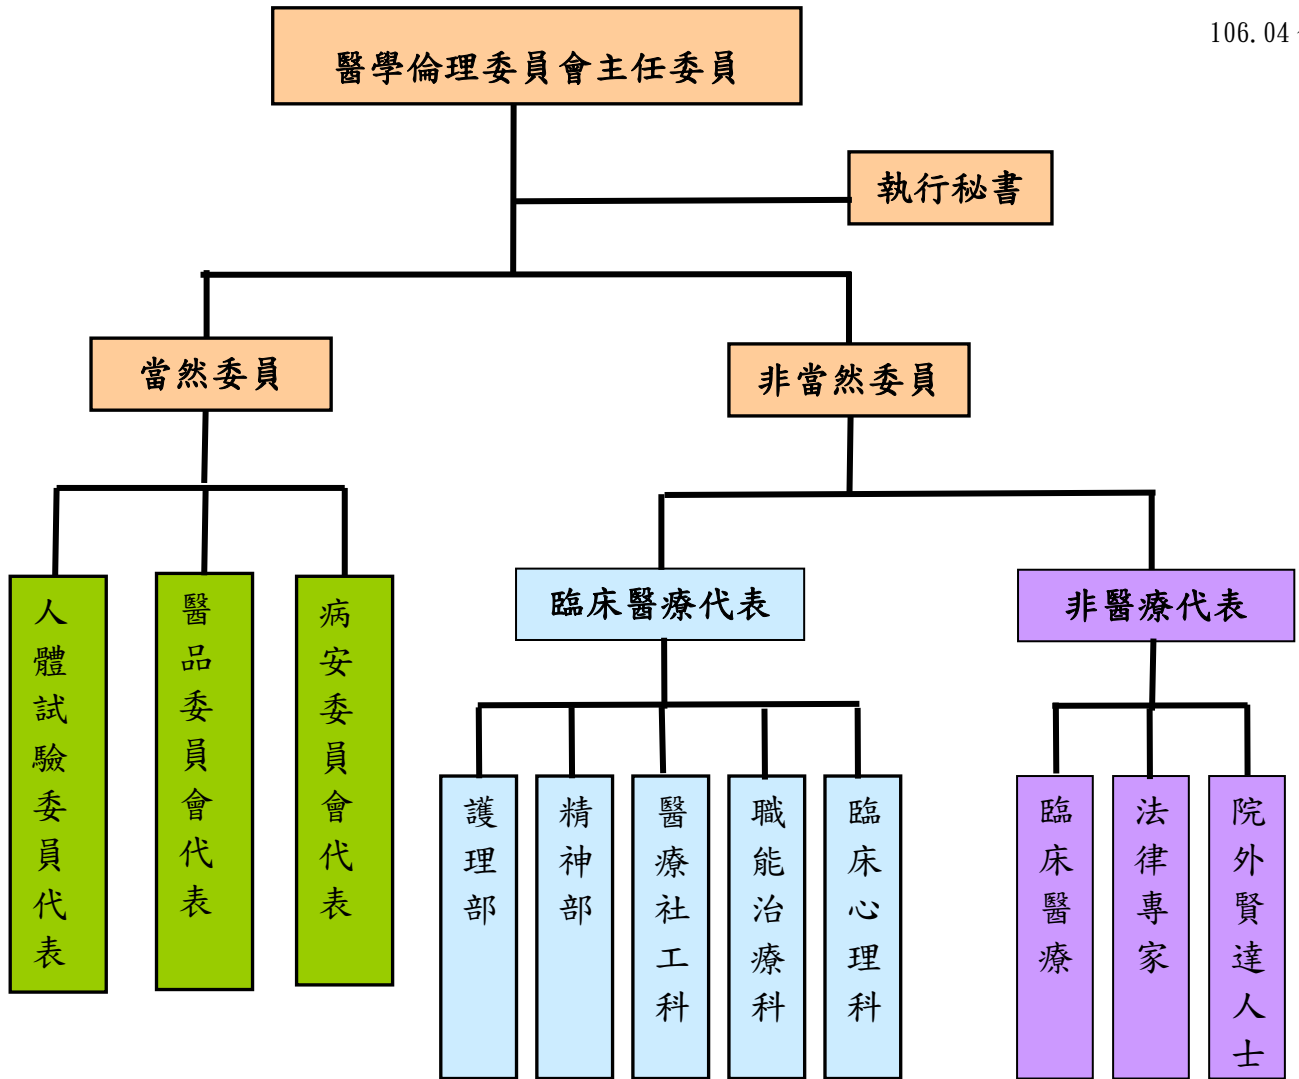 106.04
醫學倫理委員會主任委員
執行秘書
當然委員
非當然委員
臨床醫療代表
非醫療代表
人體試驗委員代表
醫品委員會代表
病安委員會代表
護理部
精神部
醫療社工科
職能治療科
臨床心理科
臨床醫療
法律專家
院外賢達人士